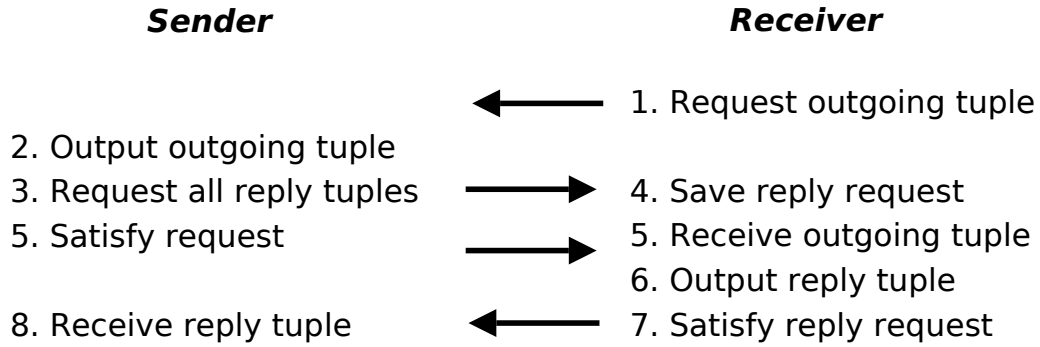 Sender Receiver
1. Request outgoing tuple
2. Output outgoing tuple
3. Request all reply tuples 4. Save reply request
5. Satisfy request 5. Receive outgoing tuple
6. Output reply tuple
8. Receive reply tuple 7. Satisfy reply request